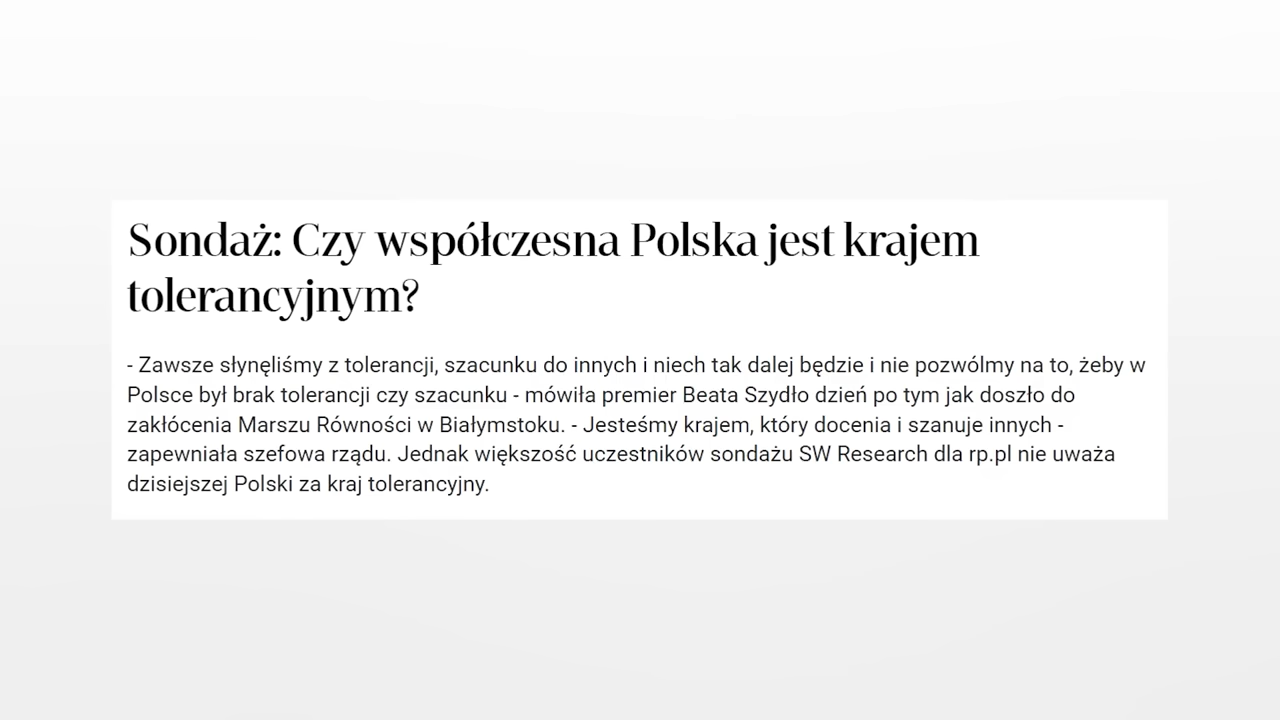 Sondaż: Czy współczesna Polska jest krajem
tolerancyjnym?
- Zawsze słynęliśmy z tolerancji, szacunku do innych i niech tak dalej będzie i nie pozwólmy na to, żeby w
Polsce był brak tolerancji czy szacunku - mówiła premier Beata Szydło dzień po tym jak doszło do
zakłócenia Marszu Równości w Białymstoku. - Jesteśmy krajem, który docenia i szanuje innych -
zapewniała szefowa rządu. Jednak większość uczestników sondażu SW Research dla rp.pl nie uważa
dzisiejszej Polski za kraj tolerancyjny.